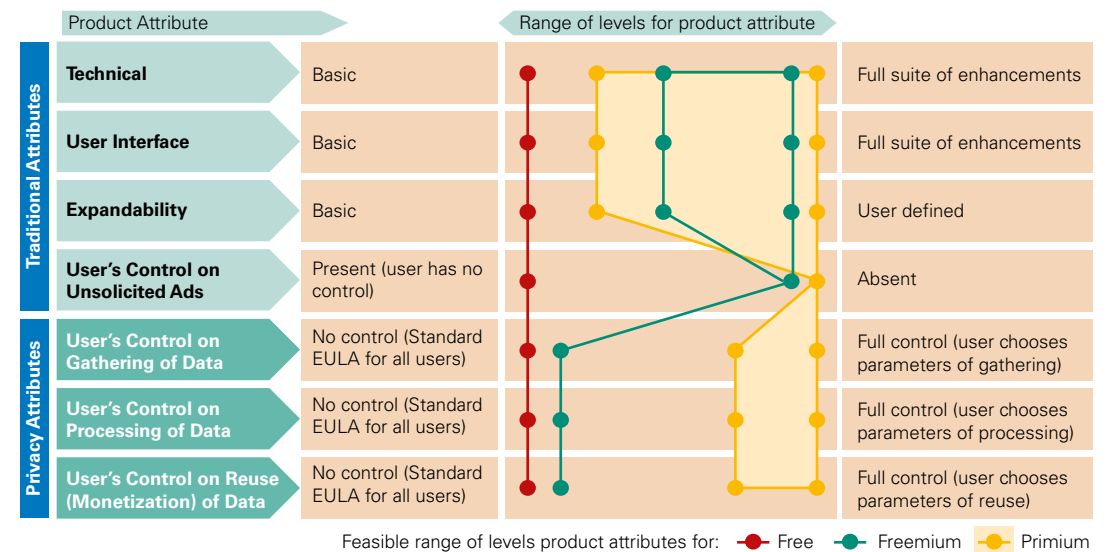 Product Attribute
Range of levels for product attribute
Traditional Attributes
Technical
Basic
Full suite of enhancements
User Interface
Basic
Full suite of enhancements
Expandability
Basic
User defined
User's Control on
Unsolicited Ads
Present (user has no
control)
Absent
Privacy Attributes
User's Control on
Gathering of Data
No control (Standard
EULA for all users)
Full control (user chooses
parameters of gathering)
User's Control on
Processing of Data
No control (Standard
EULA for all users)
Full control (user chooses
parameters of processing)
User's Control on Reuse
(Monetization) of Data
No control (Standard
EULA for all users)
Full control (user chooses
parameters of reuse)
Feasible range of levels product attributes for: Free Freemium Primium